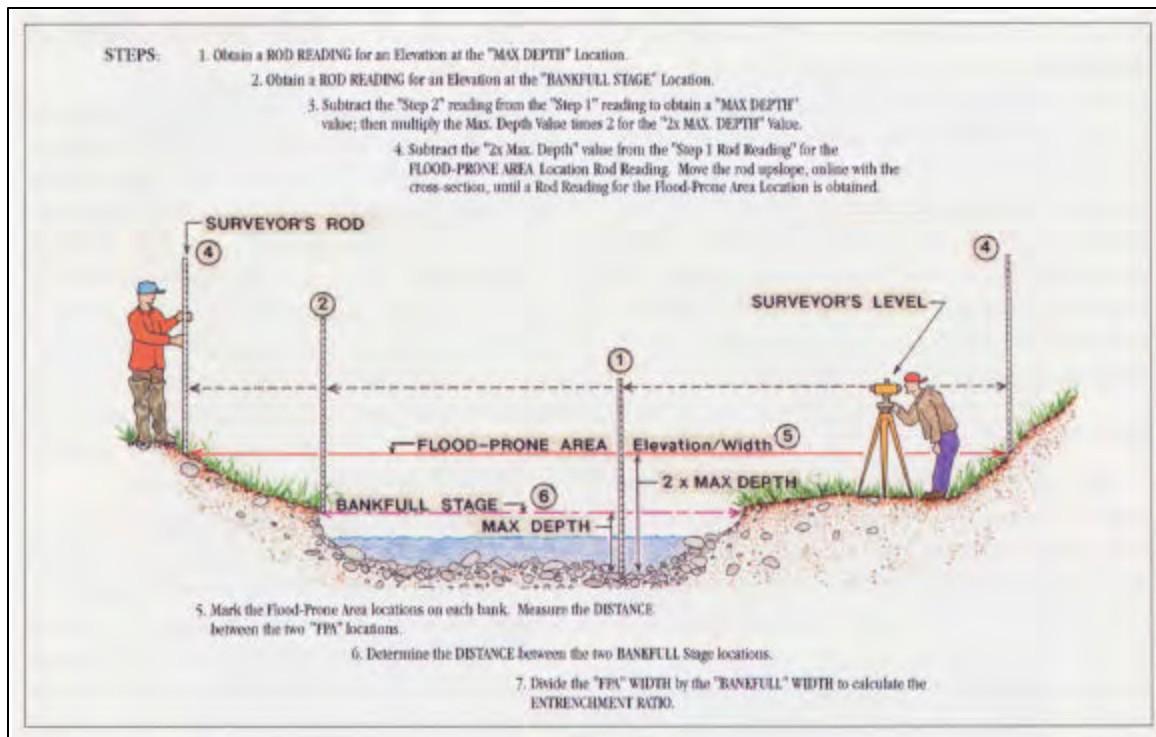 STEPS: 1. Obtain a ROD READING for an Elevation at the "MAX DEPTH" Location.
2. Obtain a ROD READING for an Elevation at the "BANKFULL STAGE" Location.
3. Subtract the "Step 2" reading from the "Step 1" reading to obtain a "MAX DEPTH"
value; then multiply the Max. Depth Value times 2 for the "2x MAX. DEPTH" Value.
4. Subtract the "2x Max. Depth" value from the "Step 1 Rod Reading" for the
FLOOD-PRONE AREA Location Rod Reading. Move the rod upslope, online with the
cross-section, until a Rod Reading for the Flood-Prone Area Location is obtained.
SURVEYOR'S ROD
4
4
2
SURVEYOR'S LEVEL
1
FLOOD-PRONE AREA Elevation/Width 5
2 x MAX DEPTH
BANKFULL STAGE 6
MAX DEPTH
5. Mark the Flood-Prone Area locations on each bank. Measure the DISTANCE
between the two "FPA" locations.
6. Determine the DISTANCE between the two BANKFULL Stage locations.
7. Divide the "FPA" WIDTH by the "BANKFULL" WIDTH to calculate the
ENTRENCHMENT RATIO.